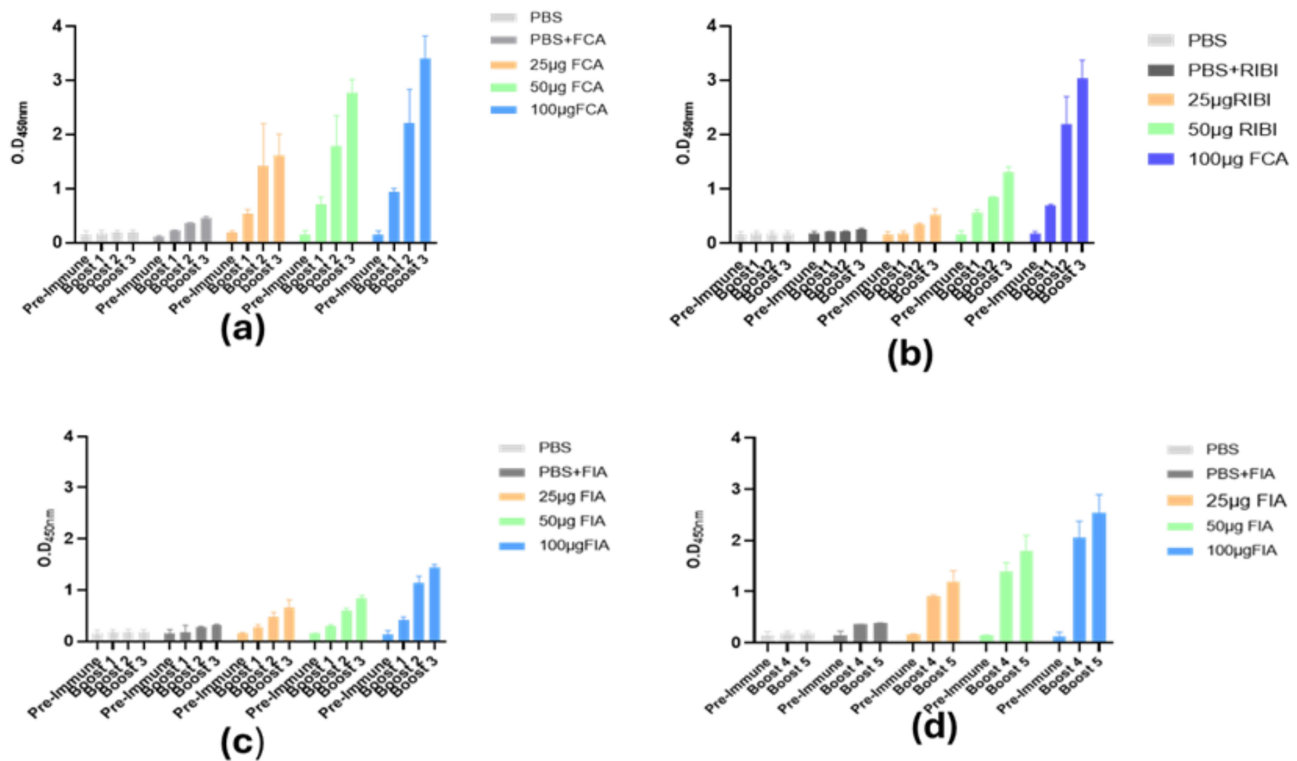 4
3
2
1
0
O.D450nm
PBS
PBS+FCA
25µg FCA
50µg FCA
100µgFCA
Pre-Immune
Boost 1
Boost 2
boost 3
Pre-Immune
Boost 1
Boost 2
boost 3
Pre-Immune
Boost 1
Boost 2
boost 3
Pre-Immune
Boost 1
Boost 2
boost 3
Pre-Immune
Boost 1
Boost 2
boost 3
(a)
4
3
2
1
0
O.D450nm
PBS
PBS+RIBI
25µgRIBI
50µg RIBI
100µg FCA
Pre-Immune
Boost1
Boost2
Boost 3
Pre-Immune
Boost1
Boost2
Boost 3
Pre-Immune
Boost1
Boost2
Boost 3
Pre-Immune
Boost1
Boost2
Boost 3
Pre-Immune
Boost1
Boost2
Boost 3
(b)
4
3
2
1
0
O.D450nm
PBS
PBS+FIA
25µg FIA
50µg FIA
100µgFIA
Pre-Immune
Boost 1
Boost 2
Boost 3
Pre-Immune
Boost 1
Boost 2
Boost 3
Pre-Immune
Boost 1
Boost 2
Boost 3
Pre-Immune
Boost 1
Boost 2
Boost 3
Pre-Immune
Boost 1
Boost 2
Boost 3
(c)
4
3
2
1
0
O.D450nm
PBS
PBS+FIA
25µg FIA
50µg FIA
100µgFIA
Pre-Immune
Boost 4
Boost 5
Pre-Immune
Boost 4
Boost 5
Pre-Immune
Boost 4
Boost 5
Pre-Immune
Boost 4
Boost 5
Pre-Immune
Boost 4
Boost 5
(d)